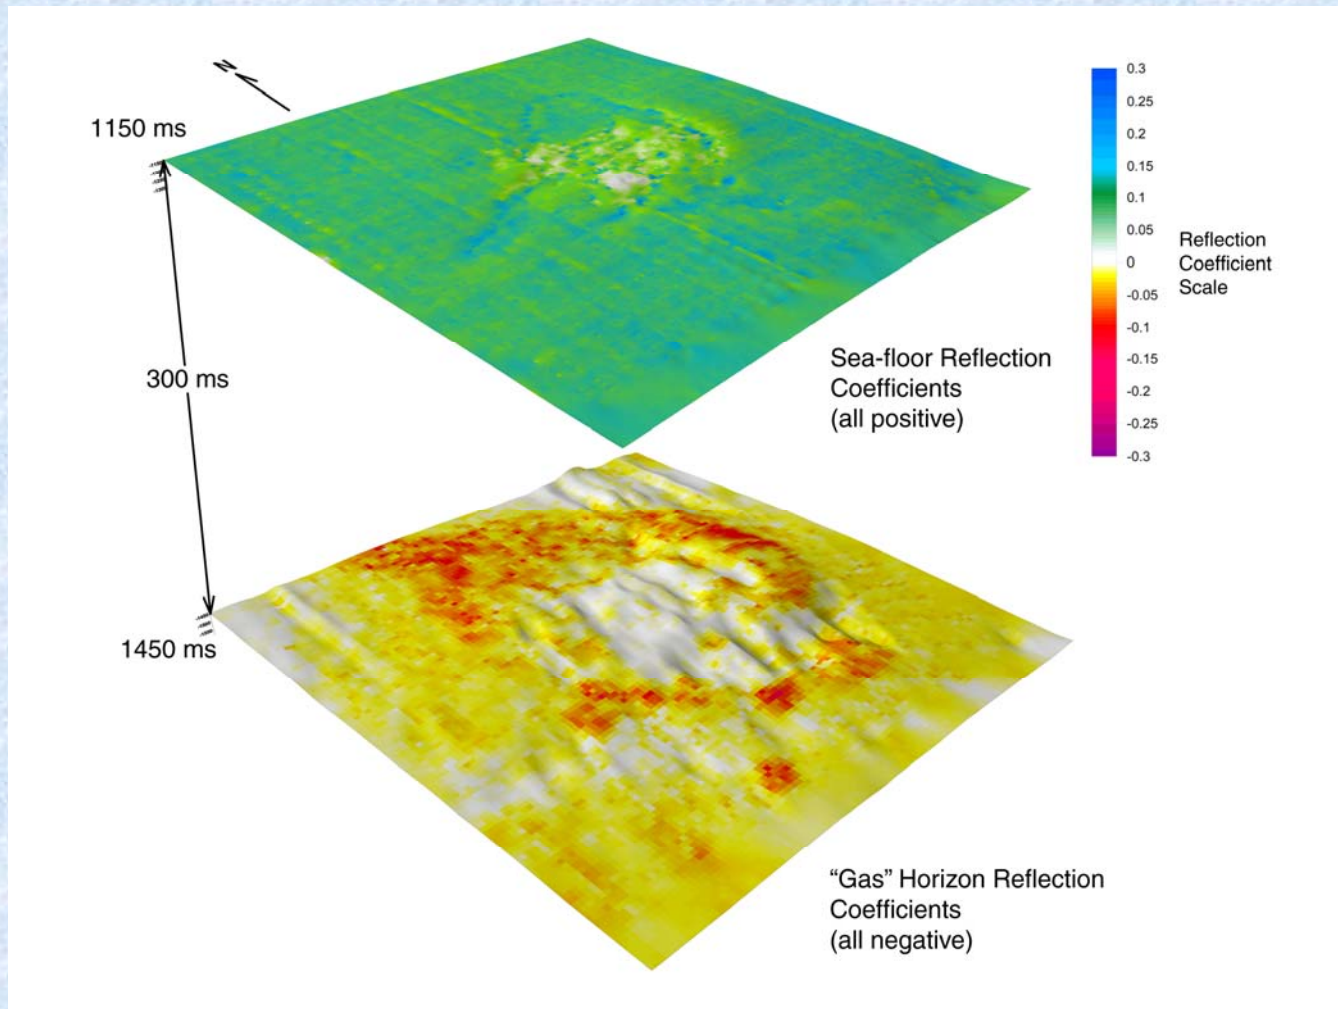 N
1150 ms
300 ms
1450 ms
0.3
0.25
0.2
0.15
0.1
0.05
0
-0.05
-0.1
-0.15
-0.2
-0.25
-0.3
Reflection
Coefficient
Scale
Sea-floor Reflection
Coefficients
(all positive)
“Gas” Horizon Reflection
Coefficients
(all negative)